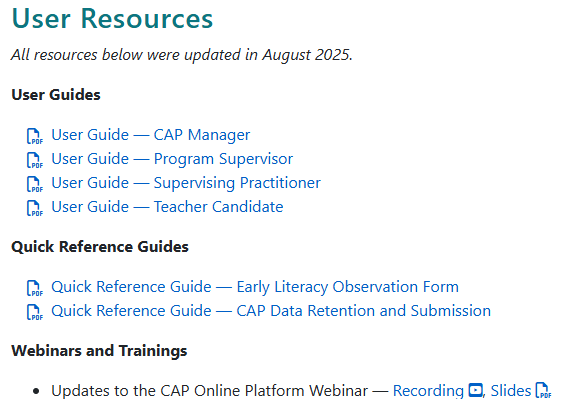 User Resources
All resources below were updated in August 2025.
User Guides
User Guide — CAP Manager
User Guide — Program Supervisor
User Guide — Supervising Practitioner
User Guide — Teacher Candidate
Quick Reference Guides
Quick Reference Guide — Early Literacy Observation Form
Quick Reference Guide — CAP Data Retention and Submission
Webinars and Trainings
• Updates to the CAP Online Platform Webinar — Recording, Slides